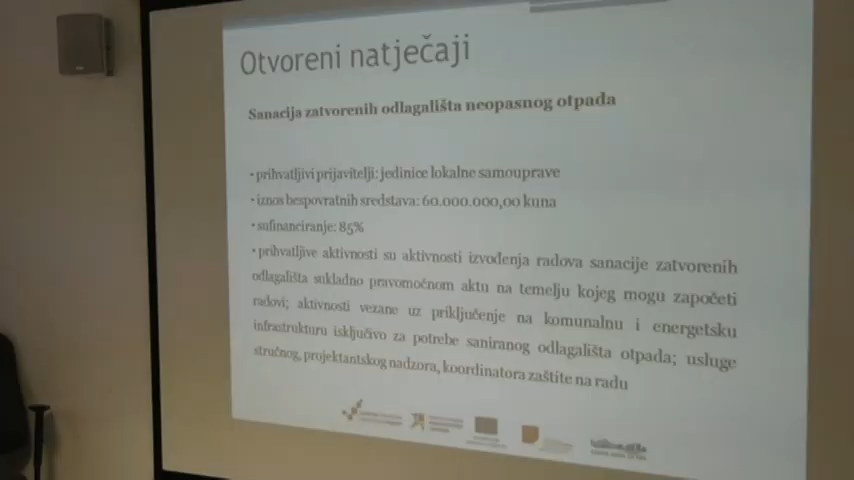 Otvoreni natječaji
Sanacija zatvorenih odlagališta neopasnog otpada
• prihvatljivi prijavitelji: jedinice lokalne samouprave
• iznos bespovratnih sredstava: 60.000.000,00 kuna
• sufinanciranje: 85%
• prihvatljive aktivnosti su aktivnosti izvođenja radova sanacije zatvorenih
odlagališta sukladno pravomoćnom aktu na temelju kojeg mogu započeti
radovi; aktivnosti vezane uz priključenje na komunalnu i energetsku
infrastrukturu isključivo za potrebe saniranog odlagališta otpada; usluge
stručnog, projektantskog nadzora, koordinatora zaštite na radu